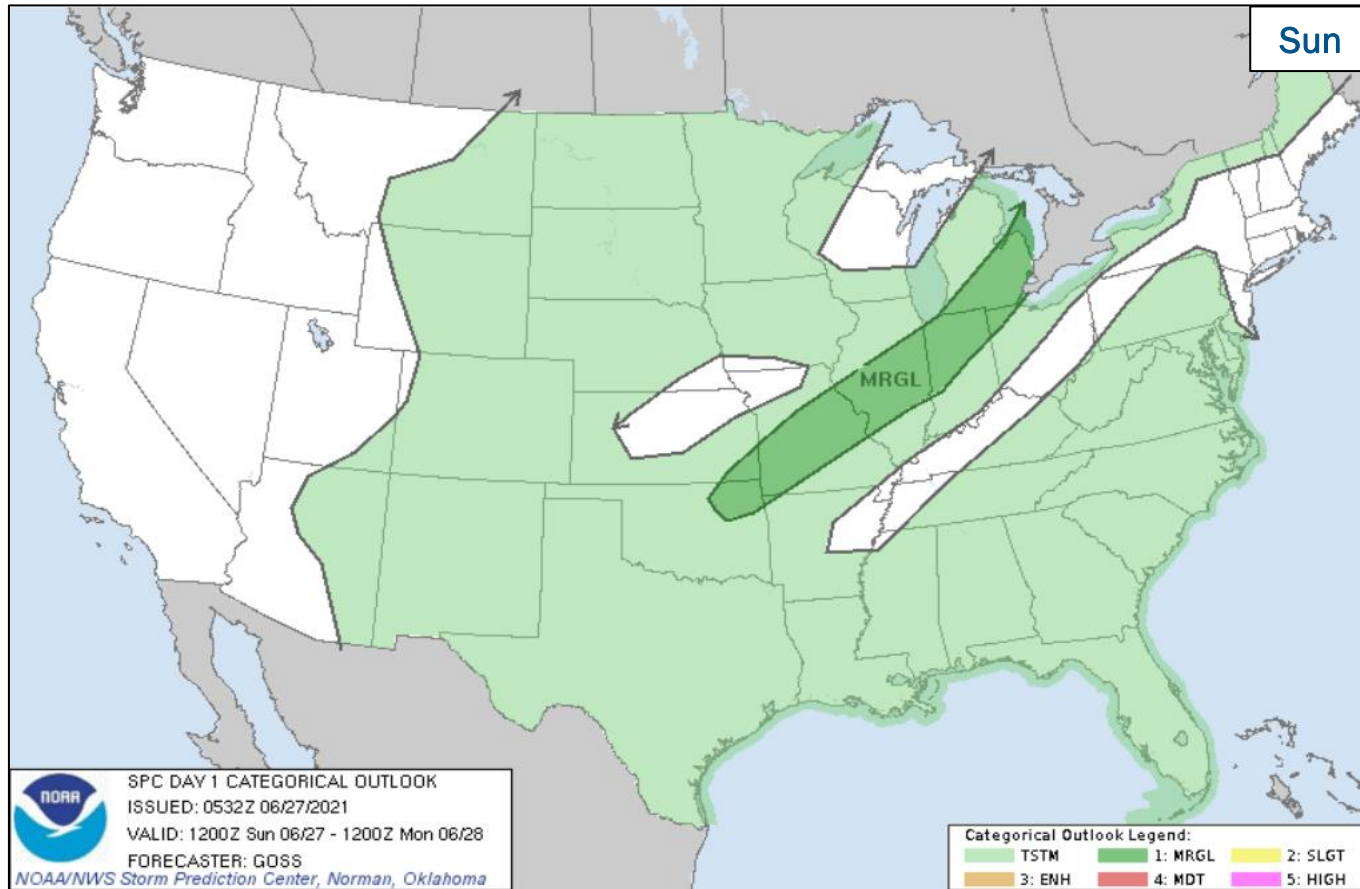 Sun
MRGL
NOAA
SPC DAY 1 CATEGORICAL OUTLOOK
ISSUED: 0532Z 06/27/2021
VALID: 1200Z Sun 06/27 - 1200Z Mon 06/28
FORECASTER: GOSS
NOAA/NWS Storm Prediction Center, Norman, Oklahoma
Categorical Outlook Legend:
TSTM 1: MRGL 2: SLGT
3: ENH 4: MDT 5: HIGH